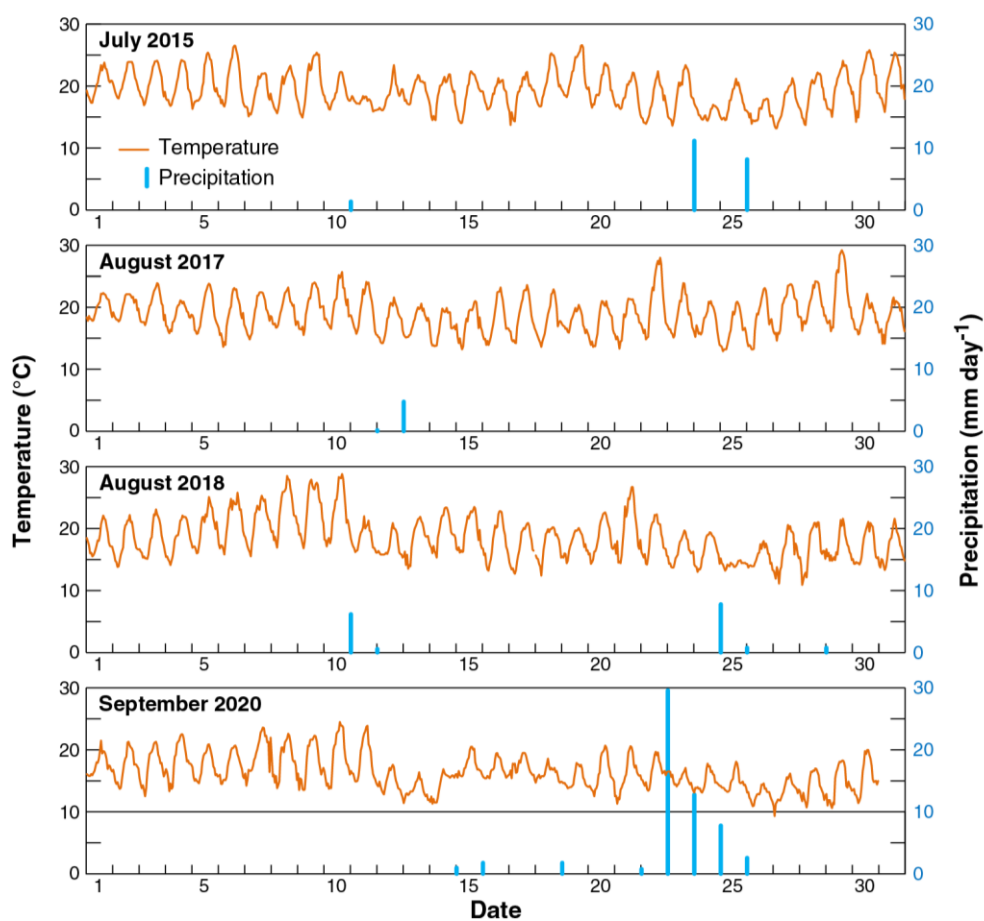 July 2015
Temperature
Precipitation
30
20
10
0
30
20
10
0
1 5 10 15 20 25 30
August 2017
30
20
10
0
30
20
10
0
1 5 10 15 20 25 30
August 2018
30
20
10
0
30
20
10
0
1 5 10 15 20 25 30
September 2020
30
20
10
0
30
20
10
0
1 5 10 15 20 25 30
Temperature (°C)
Precipitation (mm day-1)
Date